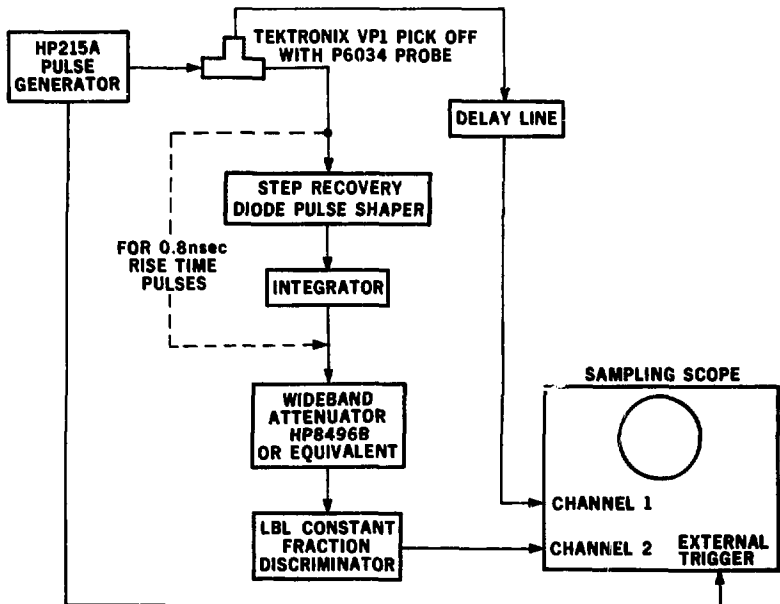 HP215A
PULSE
GENERATOR
TEKTRONIX VP1 PICK OFF
WITH P6034 PROBE
DELAY LINE
STEP RECOVERY
DIODE PULSE SHAPER
FOR 0.8nsec
RISE TIME
PULSES
INTEGRATOR
WIDEBAND
ATTENUATOR
HP8496B
OR EQUIVALENT
SAMPLING SCOPE
CHANNEL 1
LBL CONSTANT
FRACTION
DISCRIMINATOR
CHANNEL 2
EXTERNAL
TRIGGER